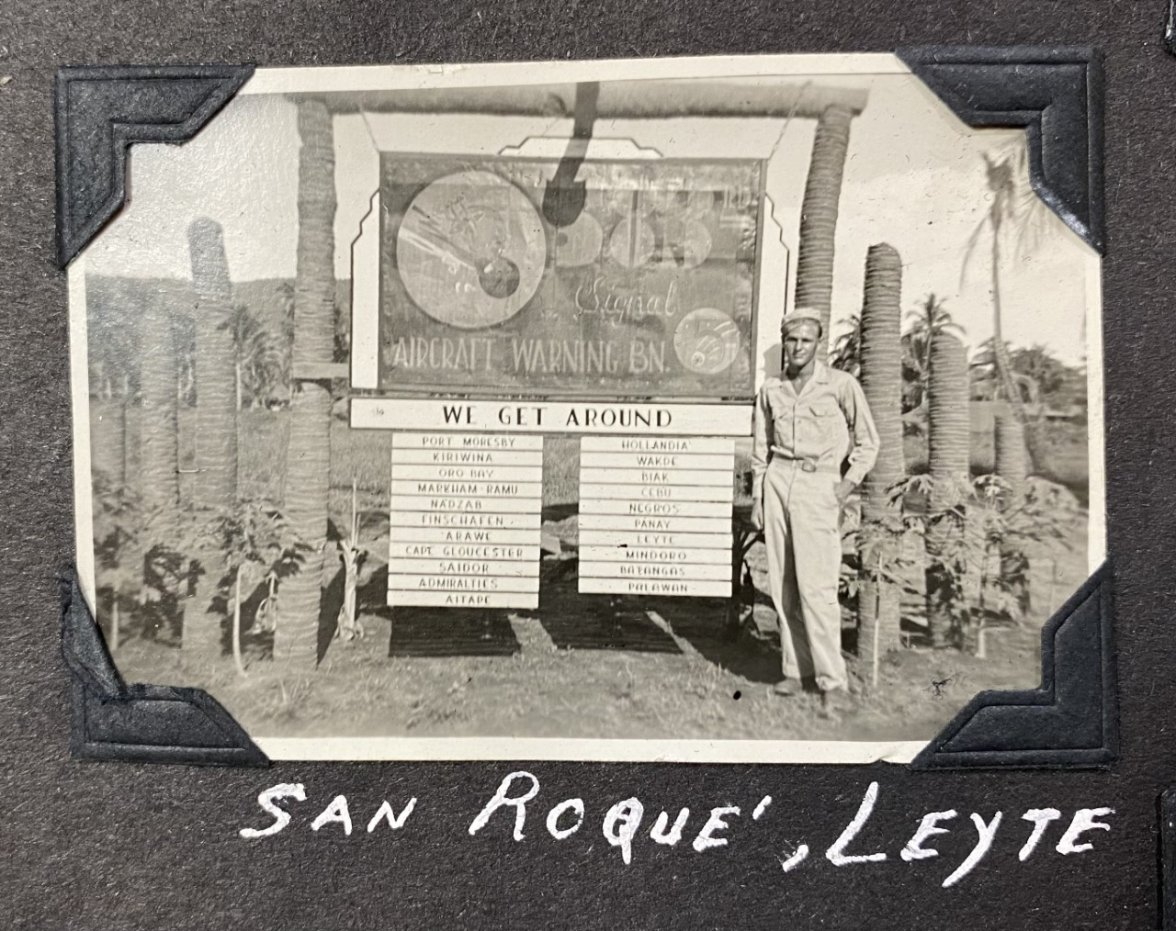 Signal
AIRCRAFT WARNING BN.
WE GET AROUND
PORT MORESBY
KIRIWINA
ORO BAY
MARKHAM-RAMU
NADZAB
FINSCHAFEN
ARAWE
CAPE GLOUCESTER
SAIDOR
ADMIRALTIES
AITAPE
HOLLANDIA
WAKDE
BIAK
CEBU
NEGROS
PANAY
LEYTE
MINDORO
BATANGAS
PALAWAN
SAN ROQUE', LEYTE